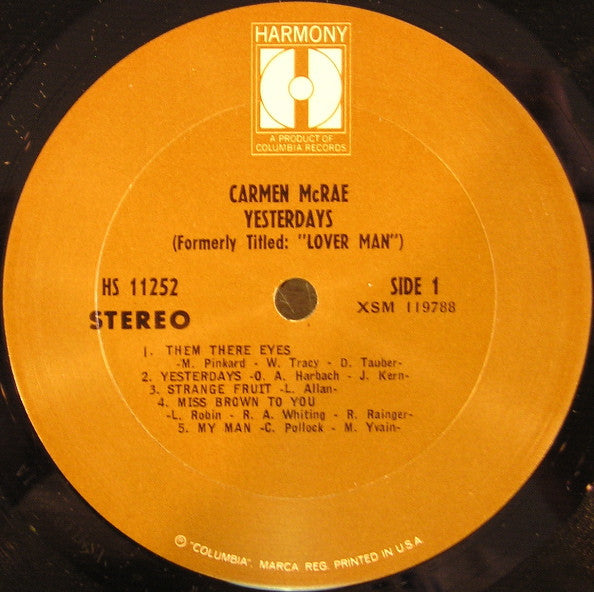 HARMONY
H
A PRODUCT OF
COLUMBIA RECORDS
CARMEN McRAE
YESTERDAYS
(Formerly Titled: "LOVER MAN")
HS 11252
SIDE 1
STEREO
XSM 119788
1. THEM THERE EYES
-M. Pinkard - W. Tracy - D. Tauber-
2. YESTERDAYS -O. A. Harbach - J. Kern-
3. STRANGE FRUIT -L. Allan-
4. MISS BROWN TO YOU
-L. Robin - R. A. Whiting - R. Rainger-
5. MY MAN -C. Pollock - M. Yvain-
Ⓟ "COLUMBIA". MARCA REG. PRINTED IN U.S.A.